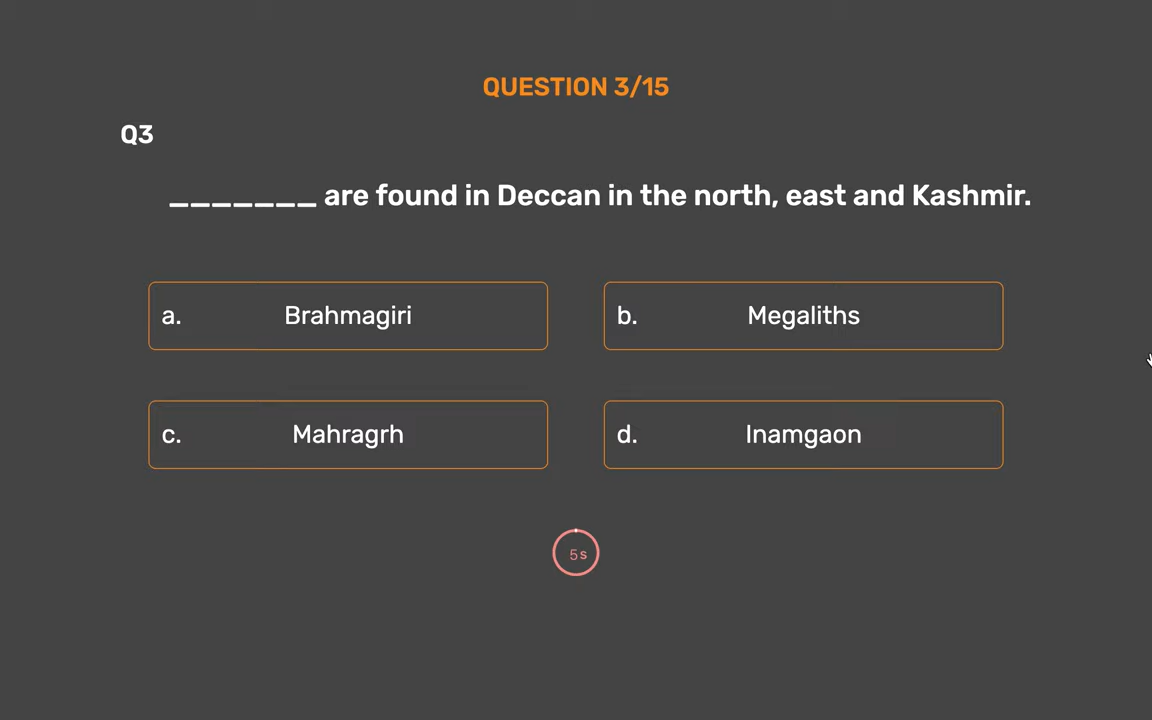 QUESTION 3/15
Q3
_______ are found in Deccan in the north, east and Kashmir.
a. Brahmagiri
b. Megaliths
c. Mahragrh
d. Inamgaon
5s